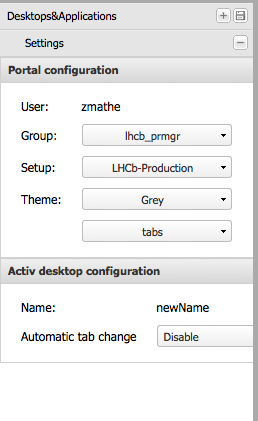 Desktops&Applications
Settings
Portal configuration
User: zmathe
Group: lhcb_prmgr
Setup: LHCb-Production
Theme: Grey
tabs
Activ desktop configuration
Name: newName
Automatic tab change Disable